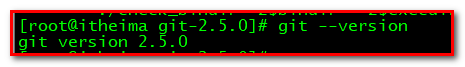 [root@itheima git-2.5.0]# git --version
git version 2.5.0